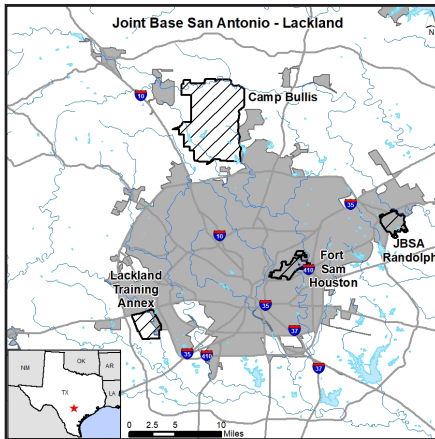 Joint Base San Antonio - Lackland
N
10
Camp Bullis
35
10
JBSA
Randolph
Fort
Sam
Houston
410
Lackland
Training
Annex
35
37
35
410
37
NM
OK
AR
TX
LA
0 2.5 5 10
Miles